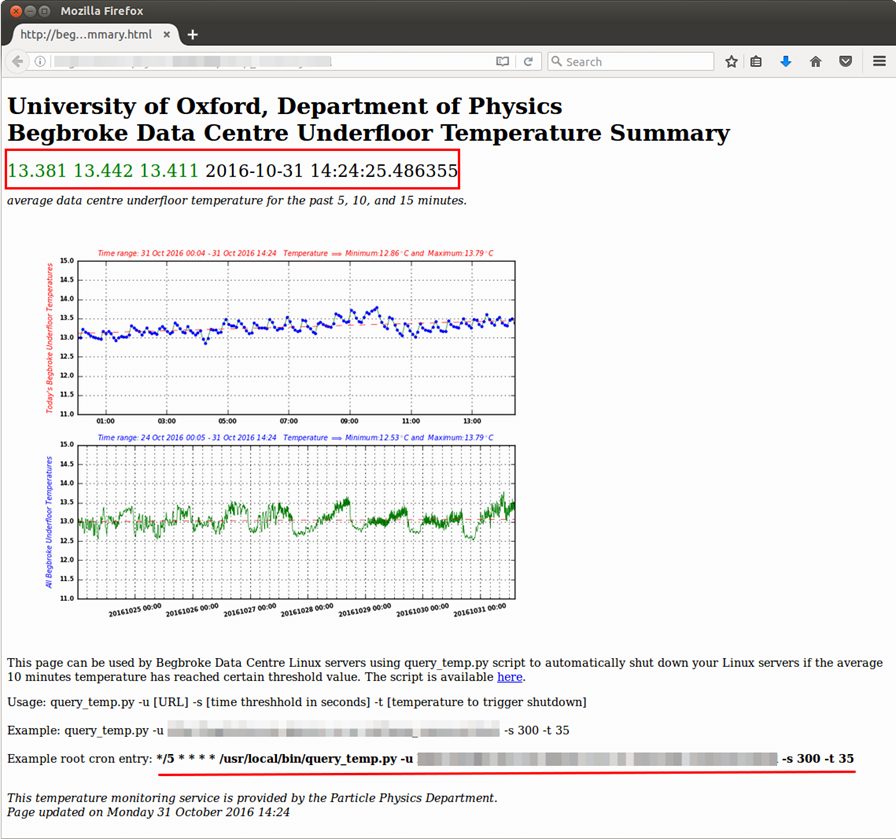 Mozilla Firefox
http://beg...mmary.html
Search
University of Oxford, Department of Physics
Begbroke Data Centre Underfloor Temperature Summary
13.381 13.442 13.411 2016-10-31 14:24:25.486355
average data centre underfloor temperature for the past 5, 10, and 15 minutes.
Time range: 31 Oct 2016 00:04 - 31 Oct 2016 14:24 Temperature ⟹ Minimum:12.86°C and Maximum:13.79°C
Today's Begbroke Underfloor Temperatures
15.0
14.5
14.0
13.5
13.0
12.5
12.0
11.5
11.0
01:00 03:00 05:00 07:00 09:00 11:00 13:00
Time range: 24 Oct 2016 00:05 - 31 Oct 2016 14:24 Temperature ⟹ Minimum:12.53°C and Maximum:13.79°C
All Begbroke Underfloor Temperatures
15.0
14.5
14.0
13.5
13.0
12.5
12.0
11.5
11.0
20161025 00:00 20161026 00:00 20161027 00:00 20161028 00:00 20161029 00:00 20161030 00:00 20161031 00:00
This page can be used by Begbroke Data Centre Linux servers using query_temp.py script to automatically shut down your Linux servers if the average
10 minutes temperature has reached certain threshold value. The script is available here.
Usage: query_temp.py -u [URL] -s [time threshhold in seconds] -t [temperature to trigger shutdown]
Example: query_temp.py -u -s 300 -t 35
Example root cron entry: */5 * * * * /usr/local/bin/query_temp.py -u -s 300 -t 35
This temperature monitoring service is provided by the Particle Physics Department.
Page updated on Monday 31 October 2016 14:24